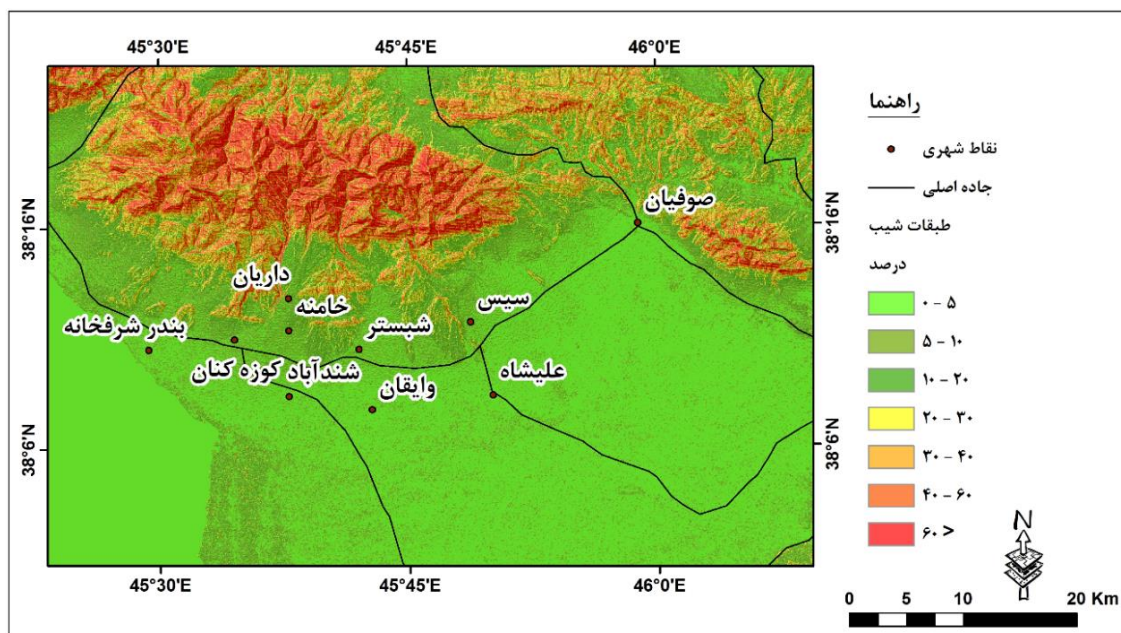 45°30'E 45°45'E 46°0'E
38°16'N
38°6'N
صوفیان
داریان
خامنه
سیس
شبستر
بندر شرفخانه
علیشاه
شندآباد کوزه کنان
وایقان
38°16'N
38°6'N
45°30'E 45°45'E 46°0'E
راهنما
نقاط شهری
جاده اصلی
طبقات شیب
درصد
۰ - ۵
۵ - ۱۰
۱۰ - ۲۰
۲۰ - ۳۰
۳۰ - ۴۰
۴۰ - ۶۰
۶۰ <
N
0 5 10 20 Km